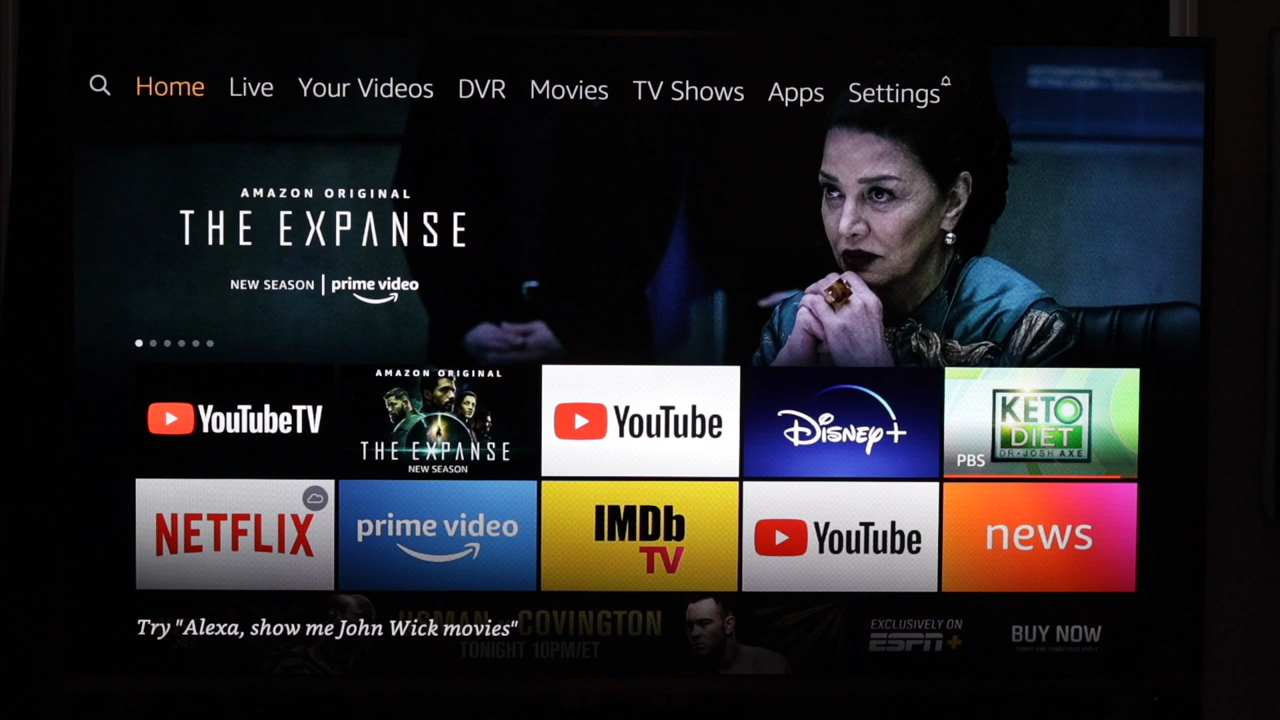 Home Live Your Videos DVR Movies TV Shows Apps Settings
AMAZON ORIGINAL
THE EXPANSE
NEW SEASON | prime video
YouTubeTV
AMAZON ORIGINAL
THE EXPANSE
NEW SEASON
YouTube
Disney+
KETO
DIET
DR • JOSH AXE
PBS
NETFLIX
prime video
IMDb
TV
YouTube
news
Try "Alexa, show me John Wick movies"
COVINGTON
TONIGHT 10PM/ET
EXCLUSIVELY ON
ESPN+
BUY NOW